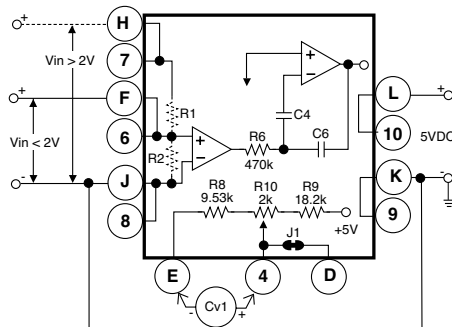 H
+
7
Vin > 2V
F
+
6
Vin < 2V
J
-
8
R1
R2
+
-
R6
470k
+
-
C4
C6
L
+
10
5VDC
K
-
9
R8
9.53k
R10
2k
R9
18.2k
+5V
J1
E
4
D
- Cv1 +